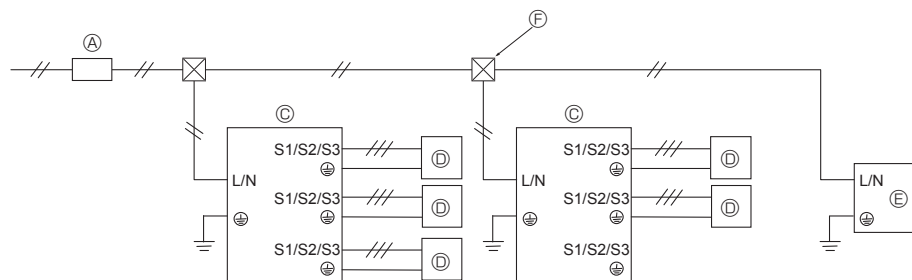 Ⓕ
Ⓐ
Ⓒ Ⓒ
S1/S2/S3 Ⓓ S1/S2/S3 Ⓓ
L/N L/N L/N Ⓔ
S1/S2/S3 Ⓓ S1/S2/S3 Ⓓ
S1/S2/S3 Ⓓ S1/S2/S3